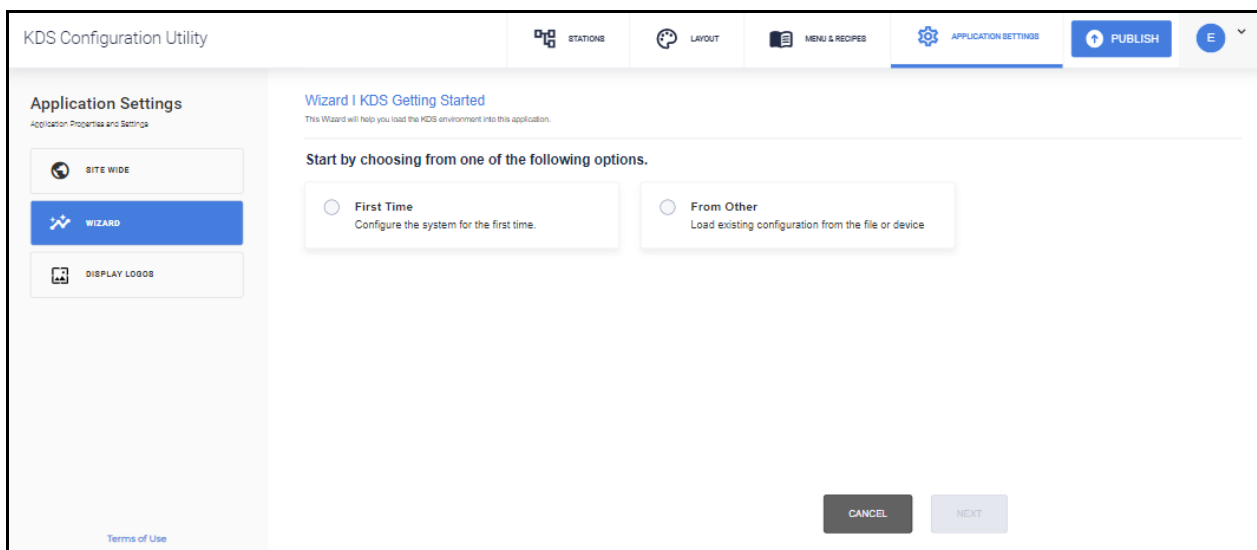 KDS Configuration Utility
STATIONS
LAYOUT
MENU & RECIPES
APPLICATION SETTINGS
PUBLISH
E
Application Settings
Application Properties and Settings
SITE WIDE
WIZARD
DISPLAY LOGOS
Terms of Use
Wizard I KDS Getting Started
This Wizard will help you load the KDS environment into this application.
Start by choosing from one of the following options.
First Time
Configure the system for the first time.
From Other
Load existing configuration from the file or device
CANCEL
NEXT